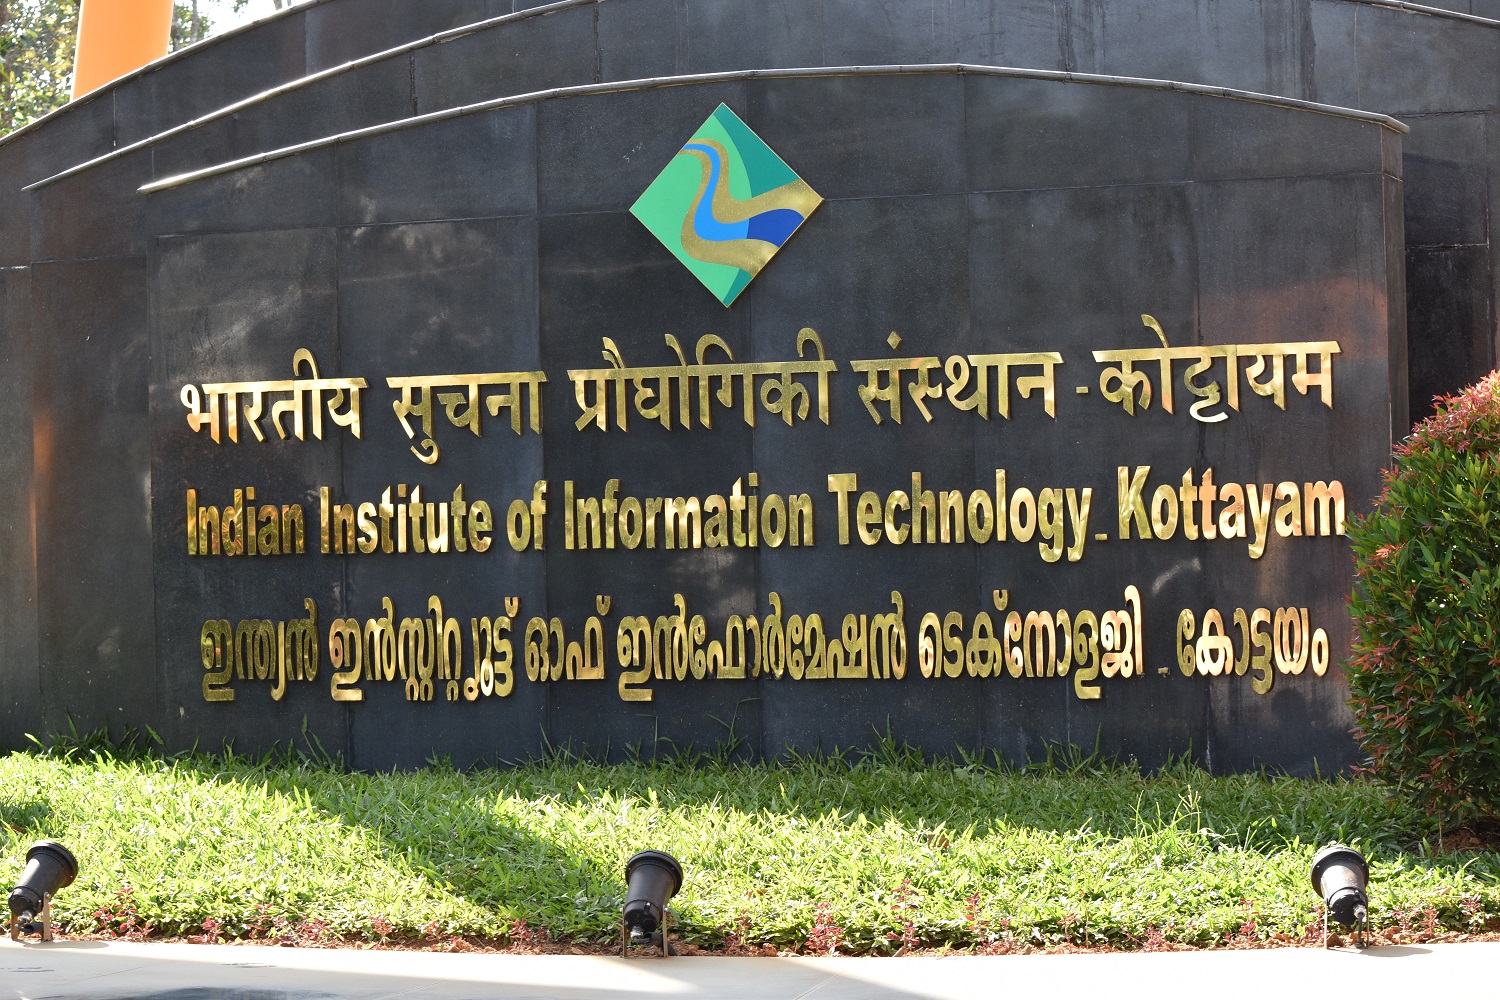 भारतीय सुचना प्रौघोगिकी संस्थान - कोट्टायम
Indian Institute of Information Technology - Kottayam
ഇന്ത്യൻ ഇൻസ്റ്റിറ്റ്യൂട്ട് ഓഫ് ഇൻഫോർമേഷൻ ടെക്നോളജി - കോട്ടയം